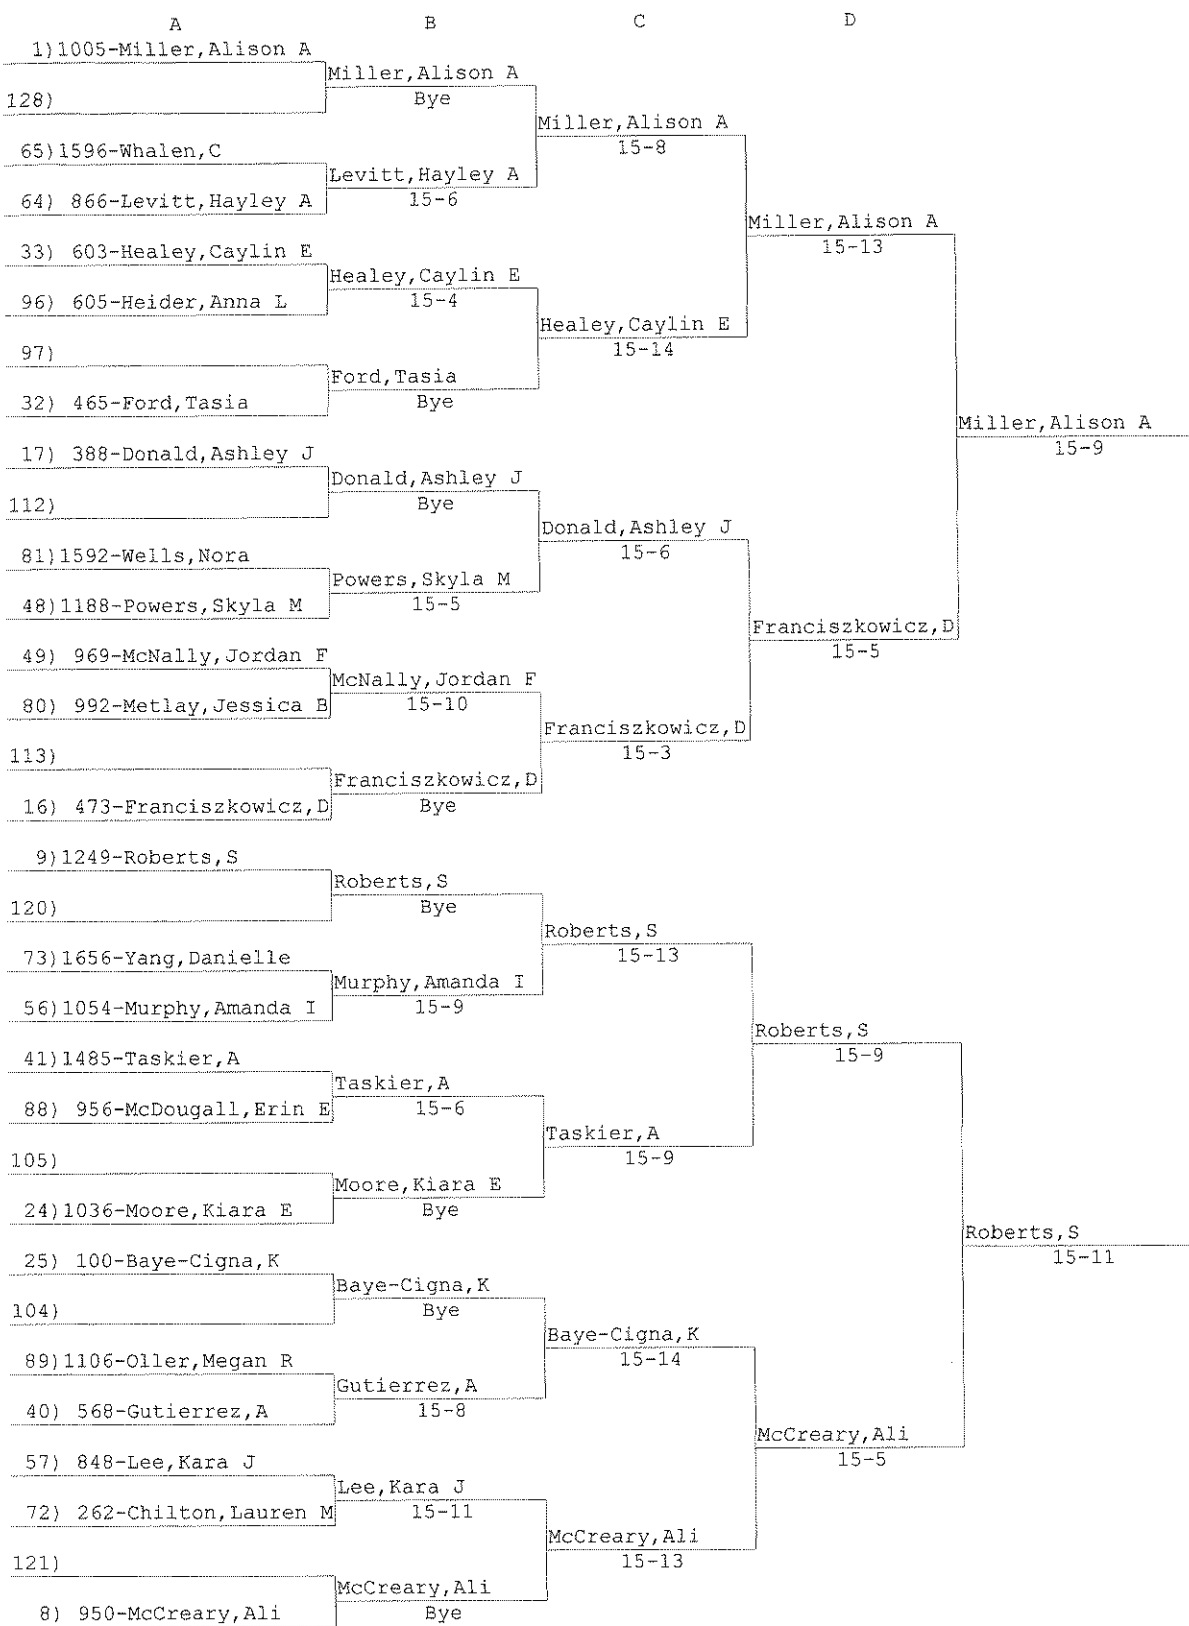 A B C D
1)1005-Miller,Alison A
Miller,Alison A
128)
Bye
Miller,Alison A
65)1596-Whalen,C
15-8
Levitt,Hayley A
64) 866-Levitt,Hayley A
15-6
Miller,Alison A
33) 603-Healey,Caylin E
15-13
Healey,Caylin E
96) 605-Heider,Anna L
15-4
Healey,Caylin E
97)
15-14
Ford,Tasia
32) 465-Ford,Tasia
Bye
Miller,Alison A
17) 388-Donald,Ashley J
15-9
Donald,Ashley J
112)
Bye
Donald,Ashley J
81)1592-Wells,Nora
15-6
Powers,Skyla M
48)1188-Powers,Skyla M
15-5
Franciszkowicz,D
49) 969-McNally,Jordan F
15-5
McNally,Jordan F
80) 992-Metlay,Jessica B
15-10
Franciszkowicz,D
113)
15-3
Franciszkowicz,D
16) 473-Franciszkowicz,D
Bye
9)1249-Roberts,S
Roberts,S
120)
Bye
Roberts,S
73)1656-Yang,Danielle
15-13
Murphy,Amanda I
56)1054-Murphy,Amanda I
15-9
Roberts,S
41)1485-Taskier,A
15-9
Taskier,A
88) 956-McDougall,Erin E
15-6
Taskier,A
105)
15-9
Moore,Kiara E
24)1036-Moore,Kiara E
Bye
Roberts,S
25) 100-Baye-Cigna,K
15-11
Baye-Cigna,K
104)
Bye
Baye-Cigna,K
89)1106-Oller,Megan R
15-14
Gutierrez,A
40) 568-Gutierrez,A
15-8
McCreary,Ali
57) 848-Lee,Kara J
15-5
Lee,Kara J
72) 262-Chilton,Lauren M
15-11
McCreary,Ali
121)
15-13
McCreary,Ali
8) 950-McCreary,Ali
Bye